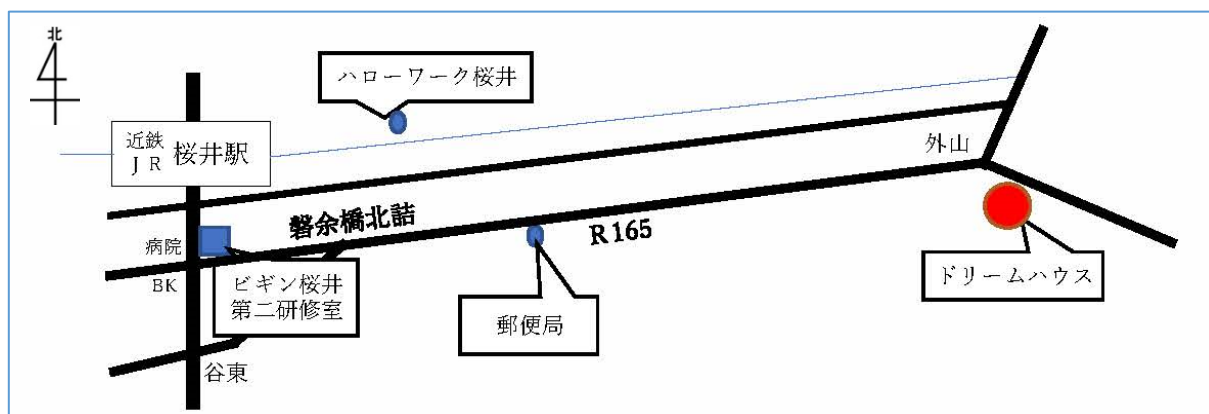 北
ハローワーク桜井
近鉄
ＪＲ
桜井駅
外山
磐余橋北詰
R165
病院
BK
ビギン桜井
第二研修室
郵便局
ドリームハウス
谷東